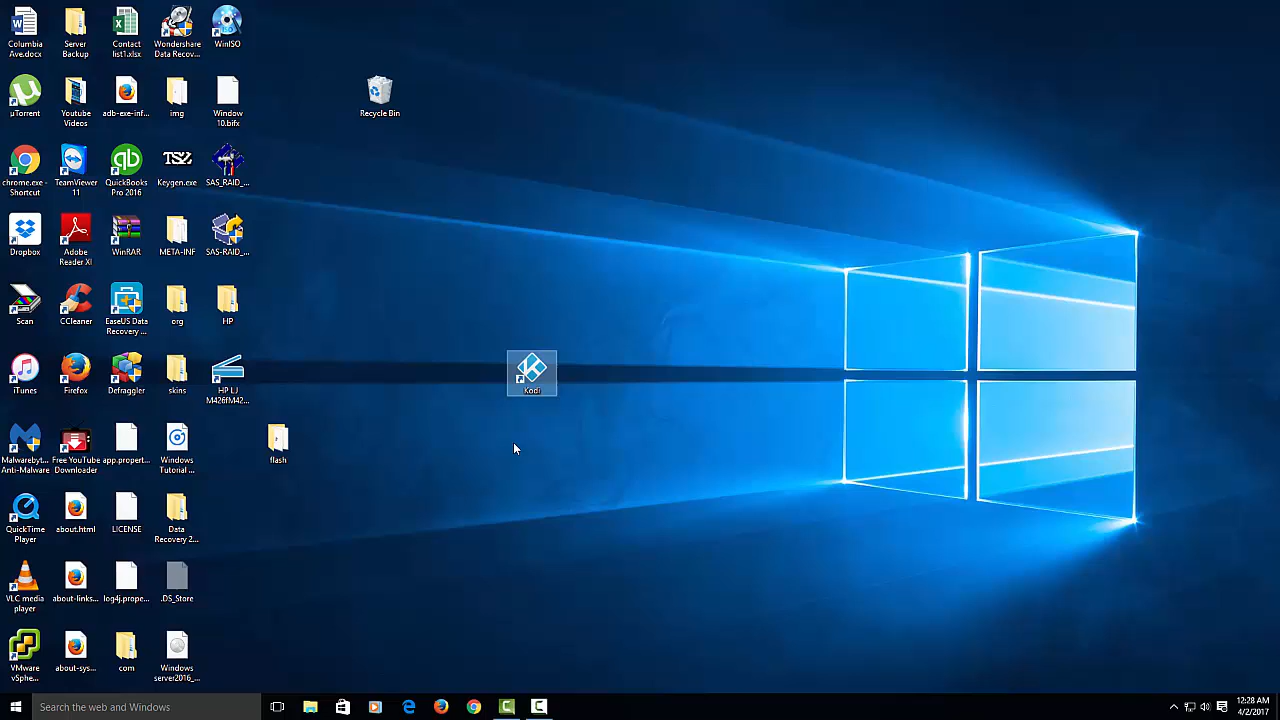 Columbia
Ave.docx
Server
Backup
Contact
list1.xlsx
Wondershare
Data Recov...
WinISO
µTorrent
Youtube
Videos
adb-exe-inf...
img
Window
10.bifx
Recycle Bin
chrome.exe -
Shortcut
TeamViewer
11
QuickBooks
Pro 2016
TSZ
Keygen.exe
SAS_RAID_...
Dropbox
Adobe
Reader XI
WinRAR
META-INF
SAS-RAID_...
Scan
CCleaner
EaseUS Data
Recovery ...
org
HP
iTunes
Firefox
Defraggler
skins
HP LJ
M426fM42...
Kodi
Malwareby...
Anti-Malware
Free YouTube
Downloader
app.propert...
Windows
Tutorial ...
flash
QuickTime
Player
about.html
LICENSE
Data
Recovery 2...
VLC media
player
about-links...
log4j.prope...
.DS_Store
VMware
vSphe...
about-sys...
com
Windows
server2016_...
Search the web and Windows
12:28 AM
4/2/2017